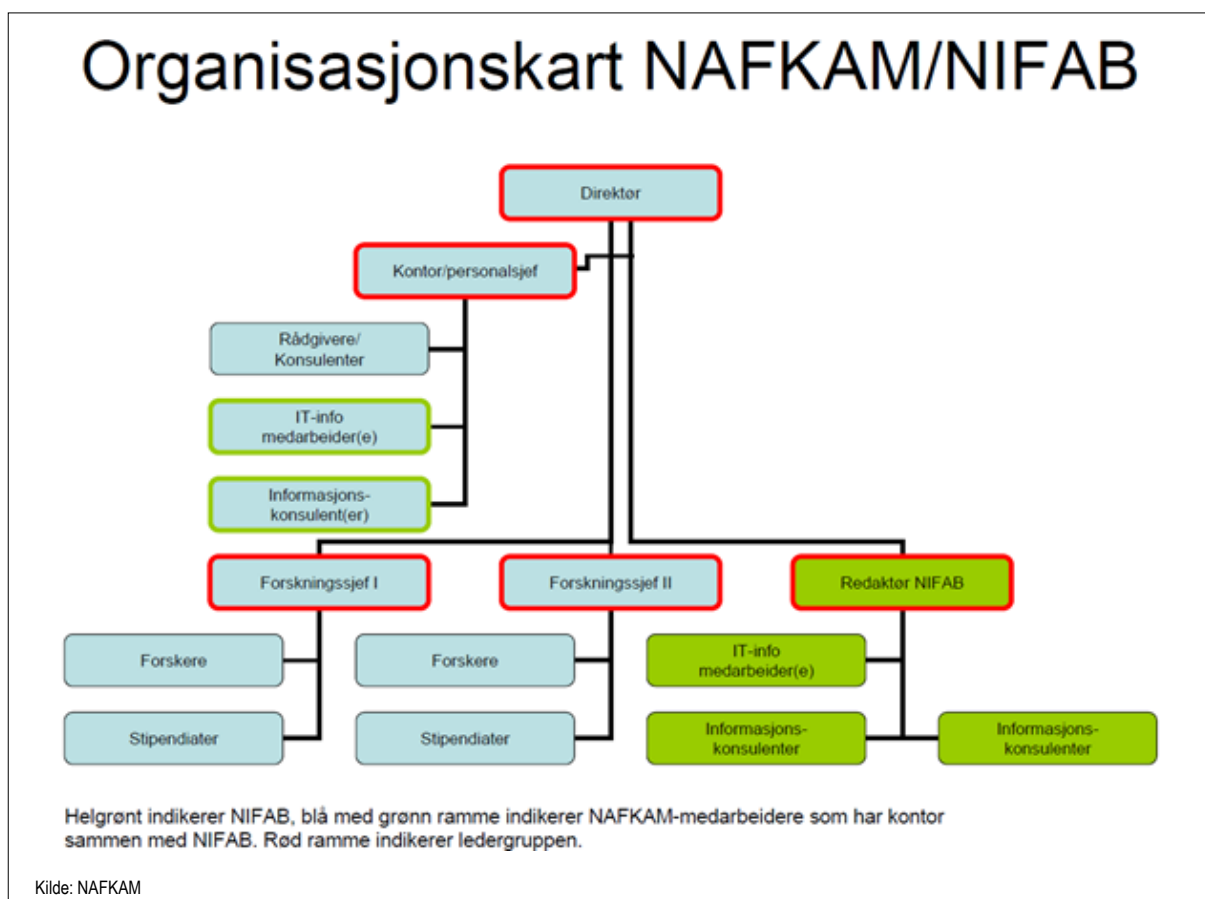 Organisasjonskart NAFKAM/NIFAB
Direktør
Kontor/personalsjef
Rådgivere/
Konsulenter
IT-info
medarbeider(e)
Informasjons-
konsulent(er)
Forskningssjef I
Forskningssjef II
Redaktør NIFAB
Forskere
Forskere
IT-info
medarbeider(e)
Stipendiater
Stipendiater
Informasjons-
konsulenter
Informasjons-
konsulenter
Helgrønt indikerer NIFAB, blå med grønn ramme indikerer NAFKAM-medarbeidere som har kontor
sammen med NIFAB. Rød ramme indikerer ledergruppen.
Kilde: NAFKAM